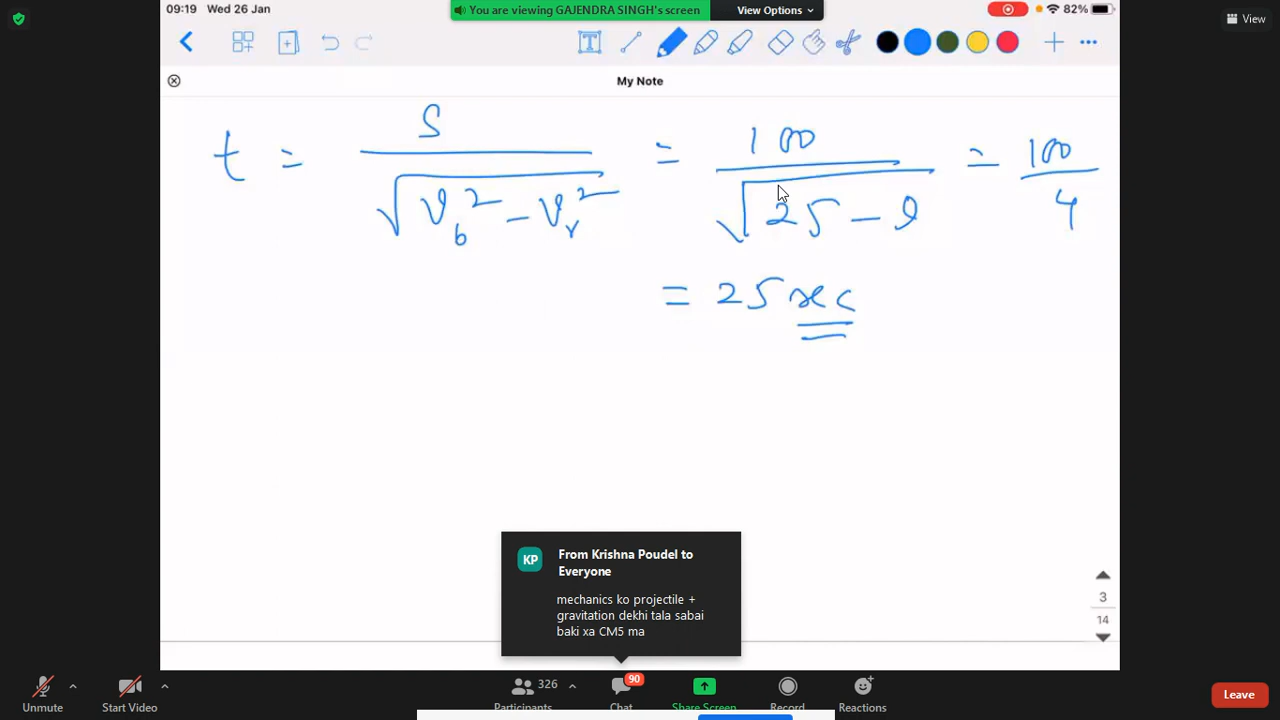 09:19 Wed 26 Jan
You are viewing GAJENDRA SINGH's screen
View Options
82%
View
My Note
t = S / √(v_b² - v_r²) = 100 / √(25 - 9) = 100 / 4
= 25 sec
KP
From Krishna Poudel to
Everyone
mechanics ko projectile +
gravitation dekhi tala sabai
baki xa CM5 ma
3
14
Unmute
Start Video
326
Participants
90
Chat
Share Screen
Record
Reactions
Leave